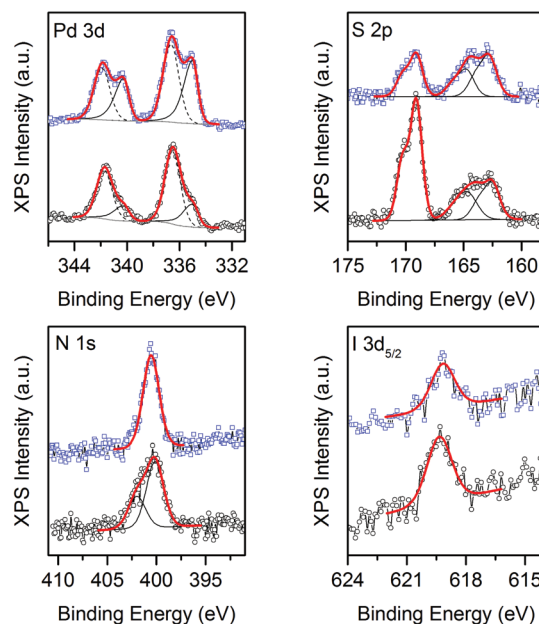 Pd 3d
XPS Intensity (a.u.)
344 340 336 332
Binding Energy (eV)
S 2p
XPS Intensity (a.u.)
175 170 165 160
Binding Energy (eV)
N 1s
XPS Intensity (a.u.)
410 405 400 395
Binding Energy (eV)
I 3d5/2
XPS Intensity (a.u.)
624 621 618 615
Binding Energy (eV)